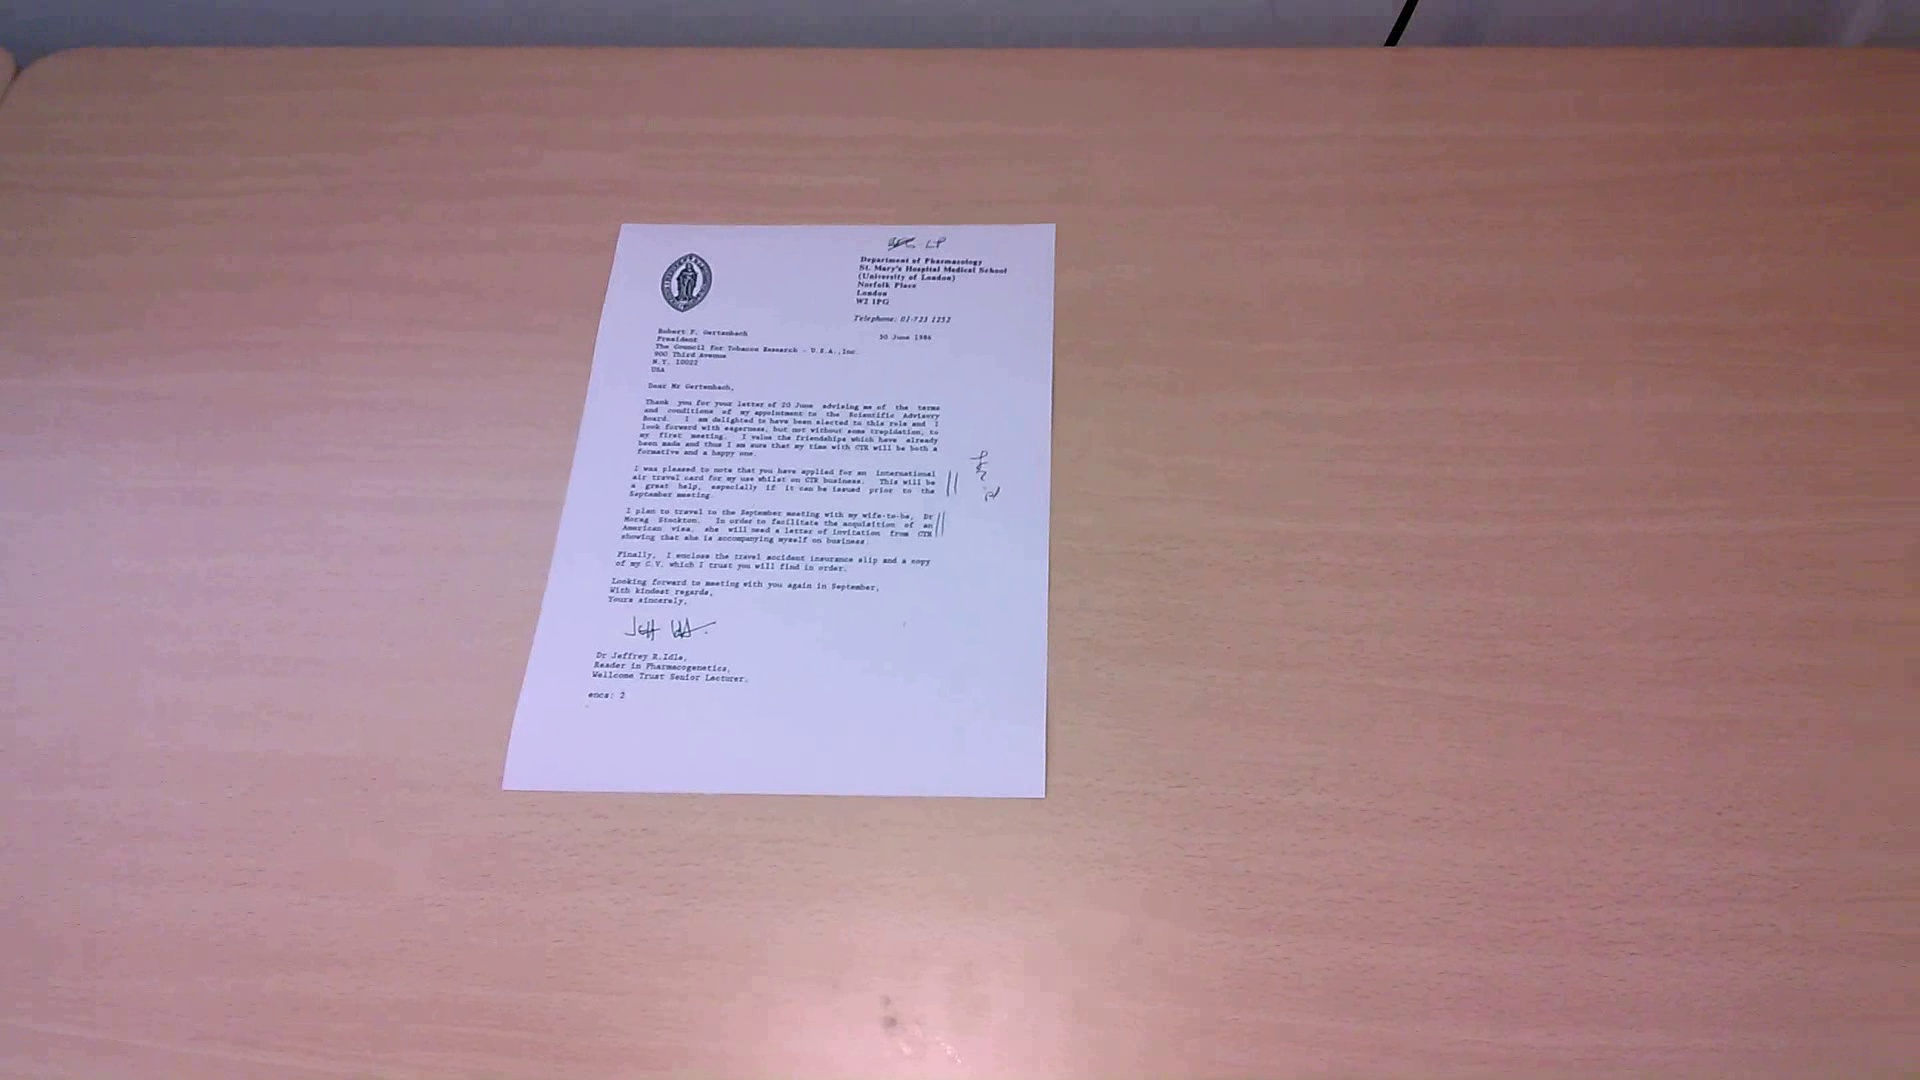 LP
Department of Pharmacology
St. Mary's Hospital Medical School
(University of London)
Norfolk Place
London
W2 1PG
Telephone: 01-723 1252
30 June 1986
Robert F. Gertenbach
President
The Council for Tobacco Research - U.S.A.,Inc.
900 Third Avenue
N.Y. 10022
USA
Dear Mr Gertenbach,
Thank you for your letter of 20 June advising me of the terms
and conditions of my appointment to the Scientific Advisory
Board. I am delighted to have been elected to this role and I
look forward with eagerness, but not without some trepidation, to
my first meeting. I value the friendships which have already
been made and thus I am sure that my time with CTR will be both a
formative and a happy one.
I was pleased to note that you have applied for an international
air travel card for my use whilst on CTR business. This will be
a great help, especially if it can be issued prior to the
September meeting.
I plan to travel to the September meeting with my wife-to-be, Dr
Morag Stockton. In order to facilitate the acquisition of an
American visa, she will need a letter of invitation from CTR
showing that she is accompanying myself on business.
Finally, I enclose the travel accident insurance slip and a copy
of my C.V. which I trust you will find in order.
Looking forward to meeting with you again in September,
With kindest regards,
Yours sincerely,
Jeff
Dr Jeffrey R.Idle,
Reader in Pharmacogenetics,
Wellcome Trust Senior Lecturer.
encs: 2